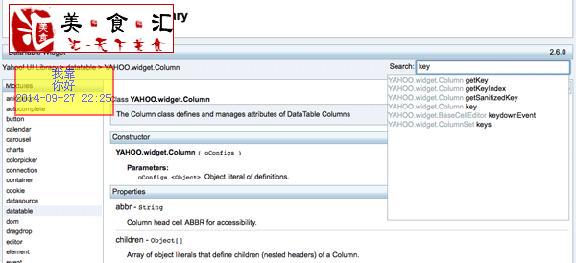 美·食·汇
美食
汇·天下美食
rary
DataTable Widget
2.6.0
Yahoo! UI Library > datatable > YAHOO.widget.Column
Search: key
YAHOO.widget.Column getKey
YAHOO.widget.Column getKeyIndex
YAHOO.widget.Column getSanitizedKey
YAHOO.widget.Column key
YAHOO.widget.BaseCellEditor keydownEvent
YAHOO.widget.ColumnSet keys
我靠
你好
2014-09-27 22:25
Modules
autocomplete
button
calendar
carousel
charts
colorpicker
connection
container
cookie
datasource
datatable
dom
dragdrop
editor
element
event
Class YAHOO.widget.Column
The Column class defines and manages attributes of DataTable Columns
Constructor
YAHOO.widget.Column ( oConfigs )
Parameters:
oConfigs <Object> Object literal of definitions.
Properties
abbr - String
Column head cell ABBR for accessibility.
children - Object[]
Array of object literals that define children (nested headers) of a Column.